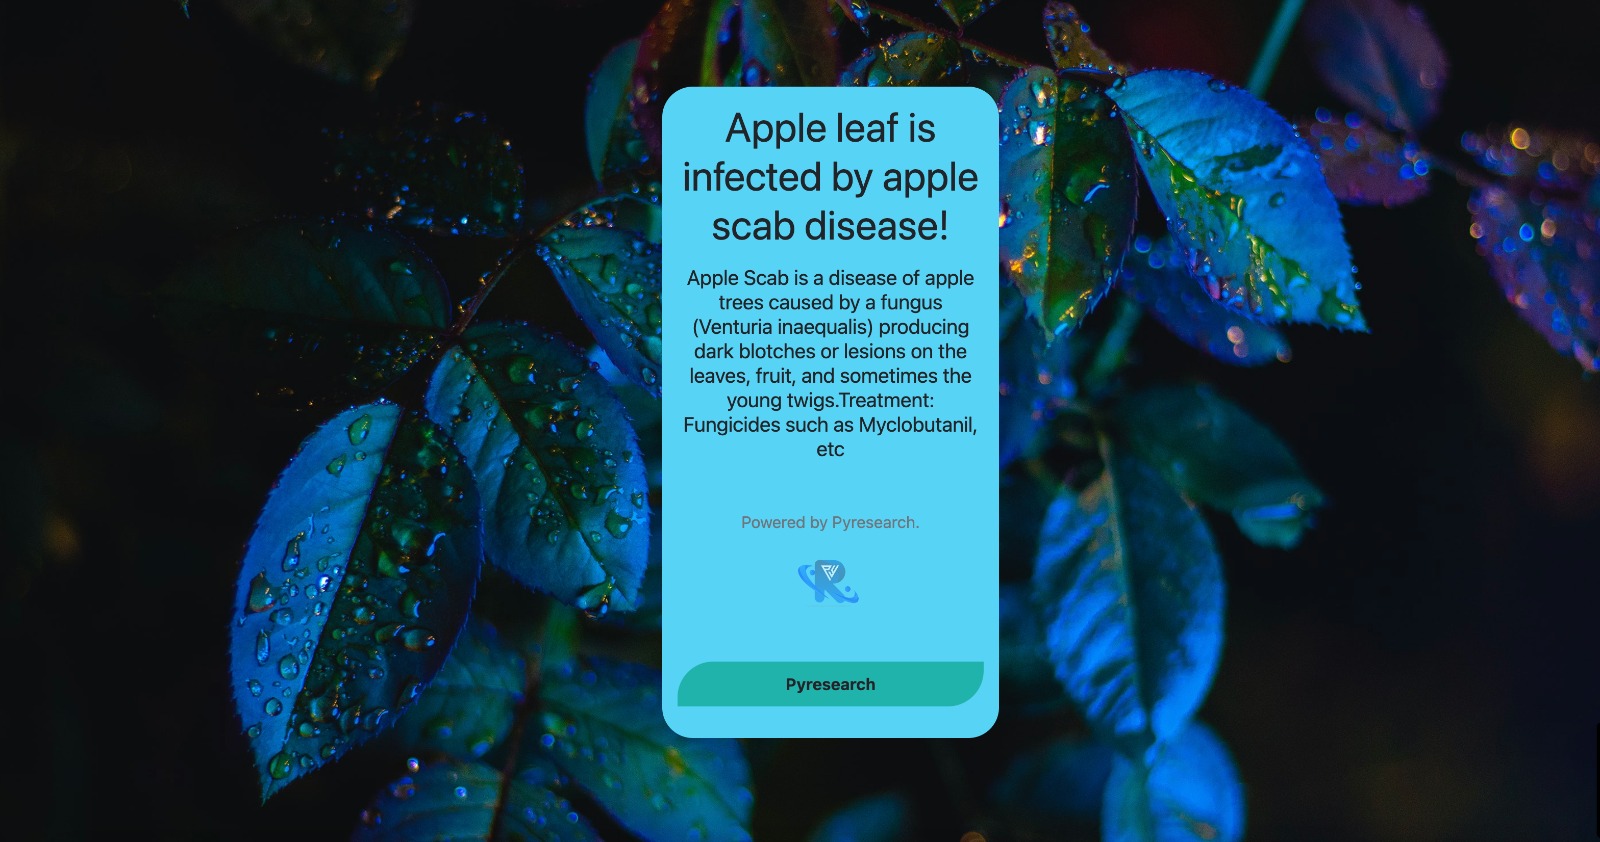 Apple leaf is
infected by apple
scab disease!
Apple Scab is a disease of apple
trees caused by a fungus
(Venturia inaequalis) producing
dark blotches or lesions on the
leaves, fruit, and sometimes the
young twigs.Treatment:
Fungicides such as Myclobutanil,
etc
Powered by Pyresearch.
Pyresearch